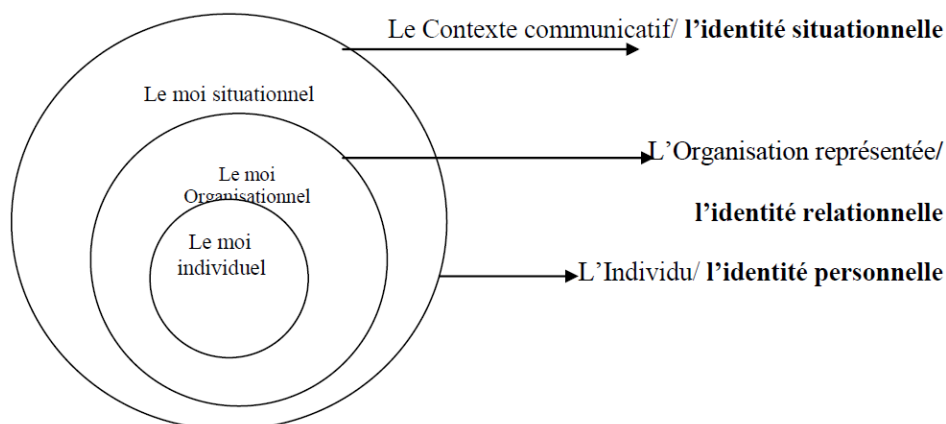 Le Contexte communicatif/ l'identité situationnelle
Le moi situationnel
L'Organisation représentée/
Le moi
Organisationnel
l'identité relationnelle
Le moi
individuel
L'Individu/ l'identité personnelle